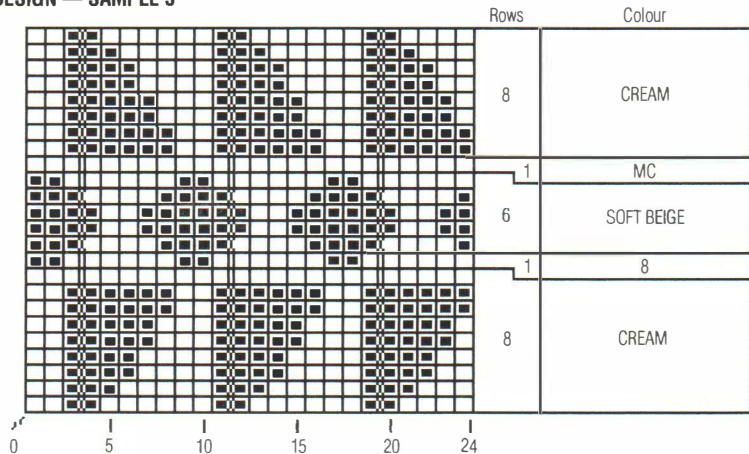 DESIGN — SAMPLE 3
Rows Colour
8 CREAM
1 MC
6 SOFT BEIGE
1 8
8 CREAM
0 5 10 15 20 24